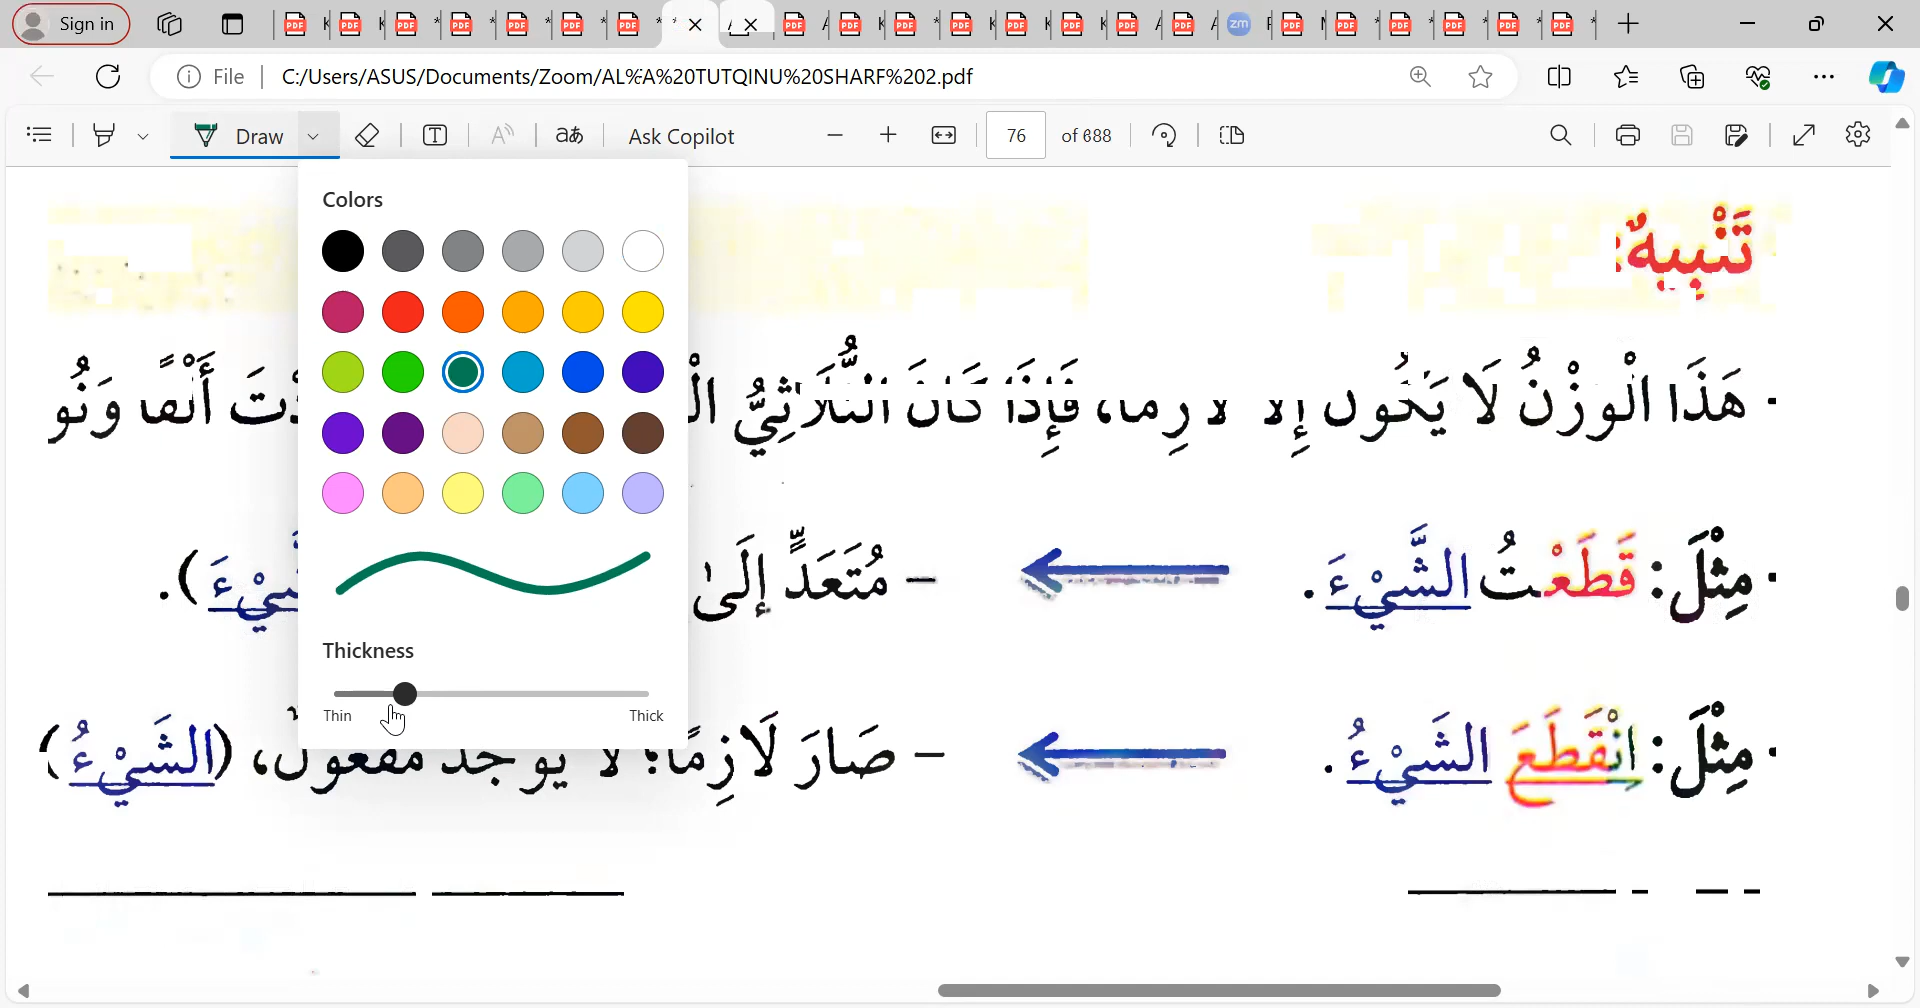 Sign in
File C:/Users/ASUS/Documents/Zoom/AL%A%20TUTQINU%20SHARF%202.pdf
Draw Ask Copilot 76 of 688
Colors
Thickness
Thin Thick
تَنْبِيهٌ:
· هَذَا الْوَزْنُ لَا يَكُونُ إِلَّا لَازِمًا، فَإِذَا كَانَ الثُّلَاثِيُّ
أَلْفًا وَنُو
· مِثْلَ: قَطَعْتُ الشَّيْءَ.
– مُتَعَدٍّ إِلَىٰ
· مِثْلَ: اِنْقَطَعَ الشَّيْءُ.
– صَارَ لَازِمًا؛ لَا يُوجَدُ مَفْعُولٌ، (الشَّيْءُ)